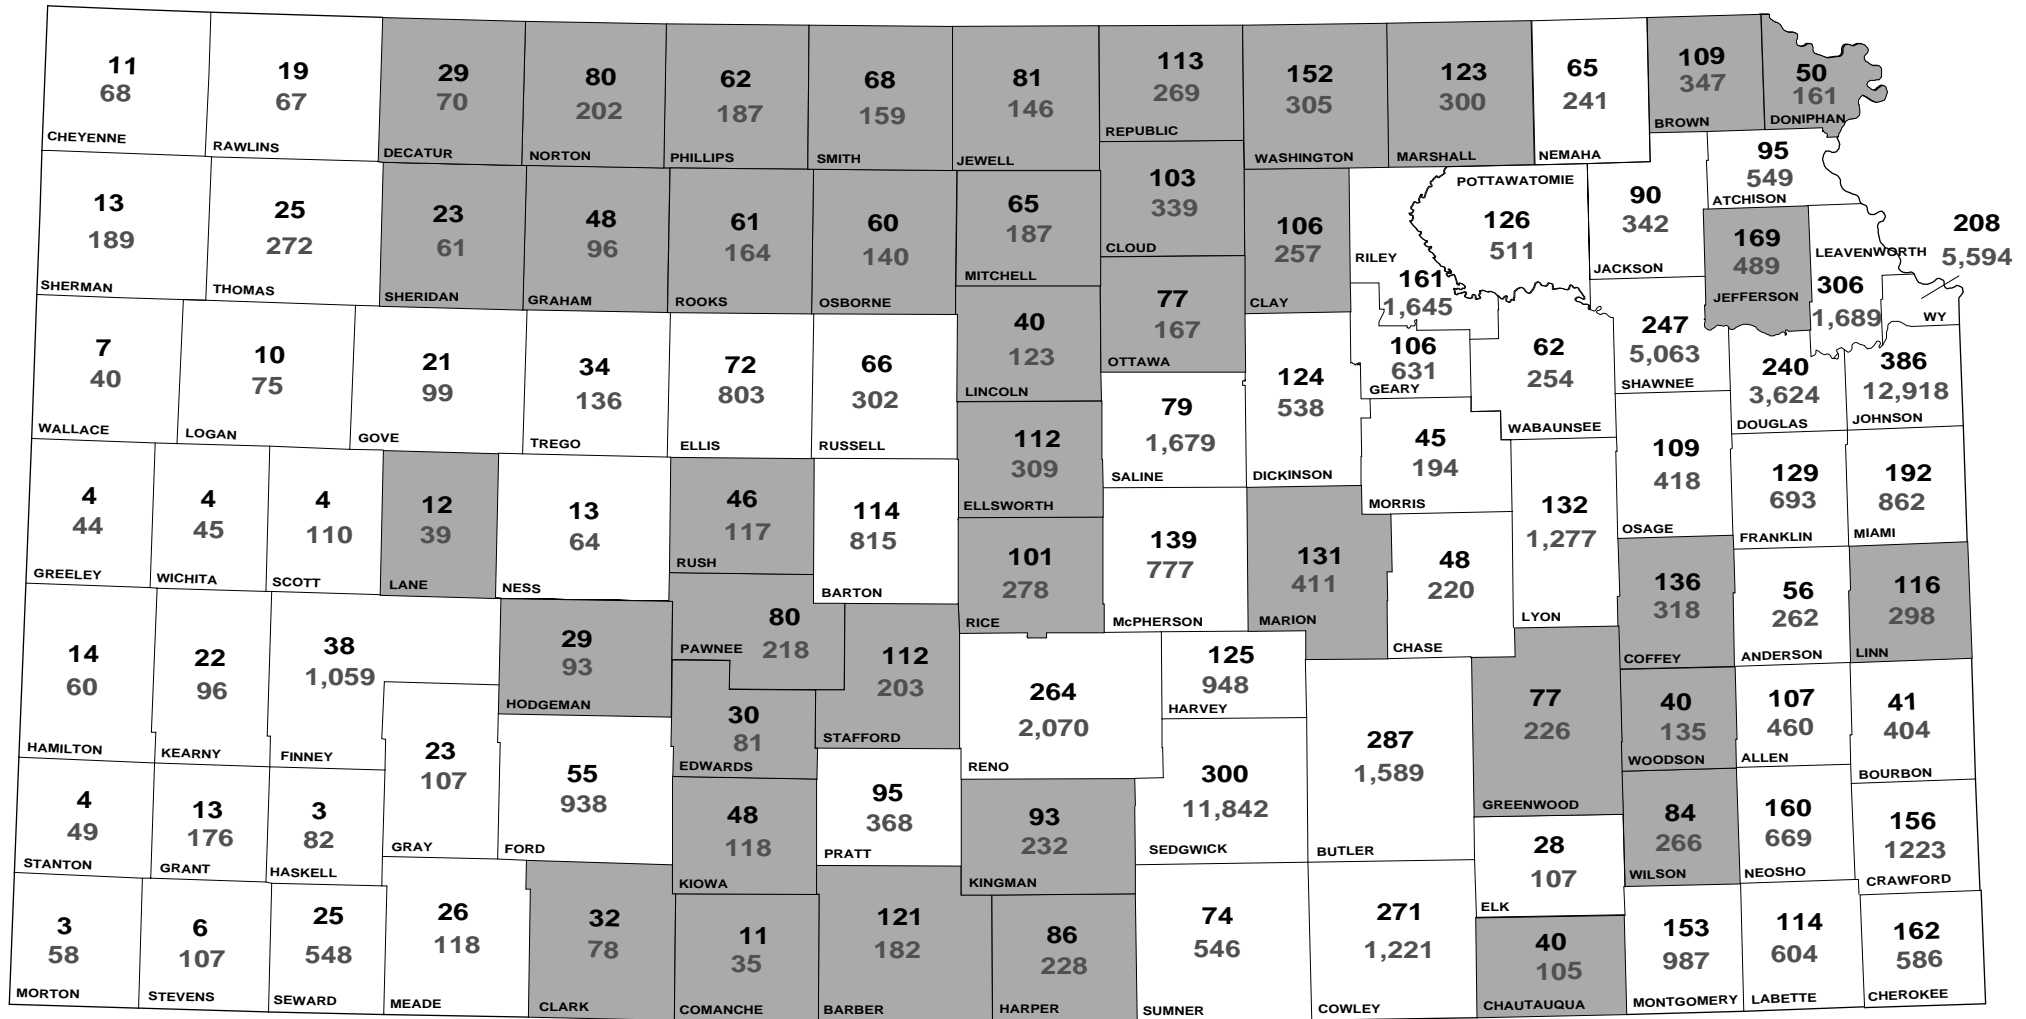 11
68
CHEYENNE
19
67
RAWLINS
29
70
DECATUR
80
202
NORTON
62
187
PHILLIPS
68
159
SMITH
81
146
JEWELL
113
269
REPUBLIC
152
305
WASHINGTON
123
300
MARSHALL
65
241
NEMAHA
109
347
BROWN
50
161
DONIPHAN
13
189
SHERMAN
25
272
THOMAS
23
61
SHERIDAN
48
96
GRAHAM
61
164
ROOKS
60
140
OSBORNE
65
187
MITCHELL
103
339
CLOUD
106
257
CLAY
RILEY
161
1,645
POTTAWATOMIE
126
511
90
342
JACKSON
95
549
ATCHISON
169
489
JEFFERSON
LEAVENWORTH
306
1,689
208
5,594
WY
7
40
WALLACE
10
75
LOGAN
21
99
GOVE
34
136
TREGO
72
803
ELLIS
66
302
RUSSELL
40
123
LINCOLN
77
167
OTTAWA
79
1,679
SALINE
124
538
DICKINSON
106
631
GEARY
62
254
WABAUNSEE
247
5,063
SHAWNEE
240
3,624
DOUGLAS
386
12,918
JOHNSON
4
44
GREELEY
4
45
WICHITA
4
110
SCOTT
12
39
LANE
13
64
NESS
46
117
RUSH
114
815
BARTON
112
309
ELLSWORTH
101
278
RICE
139
777
McPHERSON
131
411
MARION
45
194
MORRIS
48
220
CHASE
132
1,277
LYON
109
418
OSAGE
129
693
FRANKLIN
192
862
MIAMI
136
318
COFFEY
56
262
ANDERSON
116
298
LINN
14
60
HAMILTON
22
96
KEARNY
38
1,059
FINNEY
29
93
HODGEMAN
80
PAWNEE 218
112
203
STAFFORD
30
81
EDWARDS
264
2,070
RENO
125
948
HARVEY
77
226
GREENWOOD
40
135
WOODSON
107
460
ALLEN
41
404
BOURBON
4
49
STANTON
13
176
GRANT
3
82
HASKELL
23
107
GRAY
55
938
FORD
48
118
KIOWA
95
368
PRATT
93
232
KINGMAN
300
11,842
SEDGWICK
287
1,589
BUTLER
28
107
ELK
84
266
WILSON
160
669
NEOSHO
156
1223
CRAWFORD
3
58
MORTON
6
107
STEVENS
25
548
SEWARD
26
118
MEADE
32
78
CLARK
11
35
COMANCHE
121
182
BARBER
86
228
HARPER
74
546
SUMNER
271
1,221
COWLEY
40
105
CHAUTAUQUA
153
987
MONTGOMERY
114
604
LABETTE
162
586
CHEROKEE